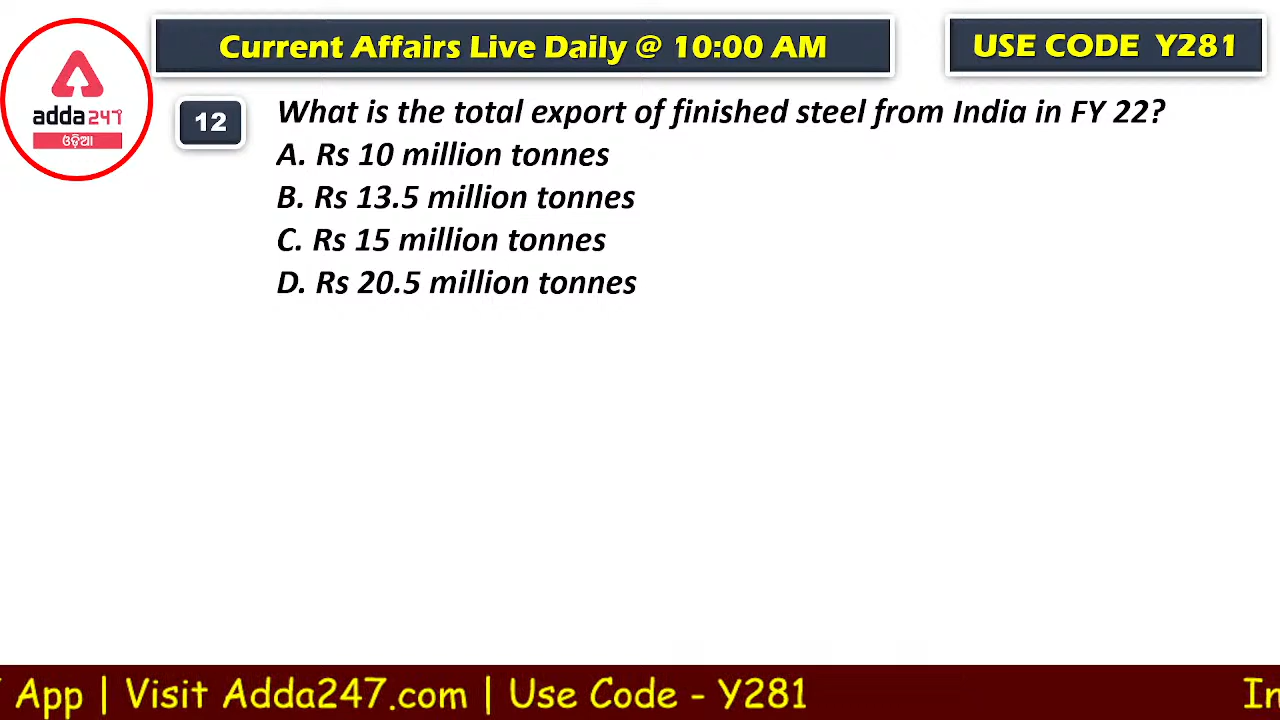 Current Affairs Live Daily @ 10:00 AM
USE CODE Y281
adda247
ଓଡ଼ିଆ
12
What is the total export of finished steel from India in FY 22?
A. Rs 10 million tonnes
B. Rs 13.5 million tonnes
C. Rs 15 million tonnes
D. Rs 20.5 million tonnes
App | Visit Adda247.com | Use Code - Y281